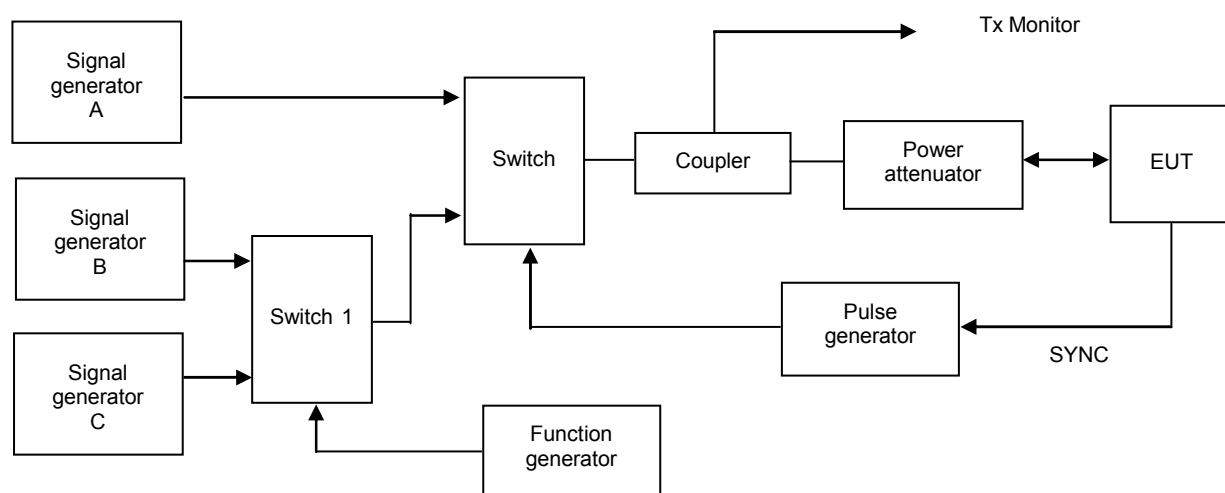 Signal
generator
A
Tx Monitor
Switch
Coupler
Power
attenuator
EUT
Signal
generator
B
Switch 1
Pulse
generator
SYNC
Signal
generator
C
Function
generator